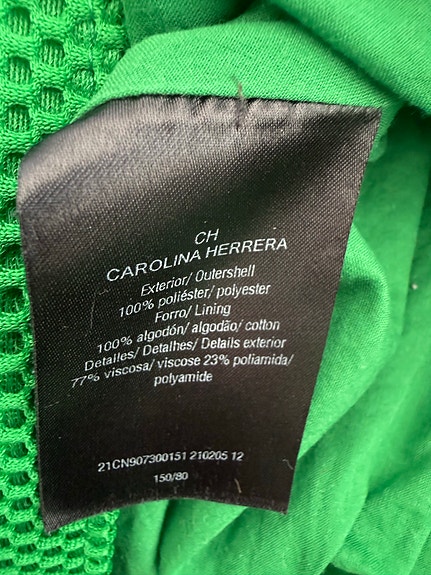 CH
CAROLINA HERRERA
Exterior/ Outershell
100% poliéster/ polyester
Forro/ Lining
100% algodón/ algodão/ cotton
Detalles/ Detalhes/ Details exterior
77% viscosa/ viscose 23% poliamida/
polyamide
21CN907300151 210205 12
150/80